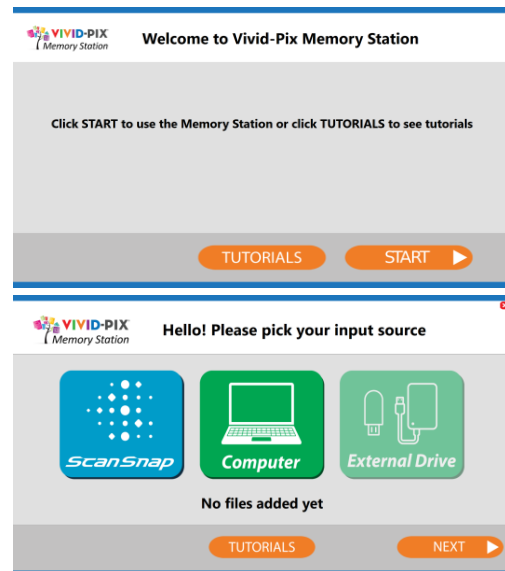 VIVID-PIX
Memory Station
Welcome to Vivid-Pix Memory Station
Click START to use the Memory Station or click TUTORIALS to see tutorials
TUTORIALS
START
VIVID-PIX
Memory Station
Hello! Please pick your input source
ScanSnap
Computer
External Drive
No files added yet
TUTORIALS
NEXT